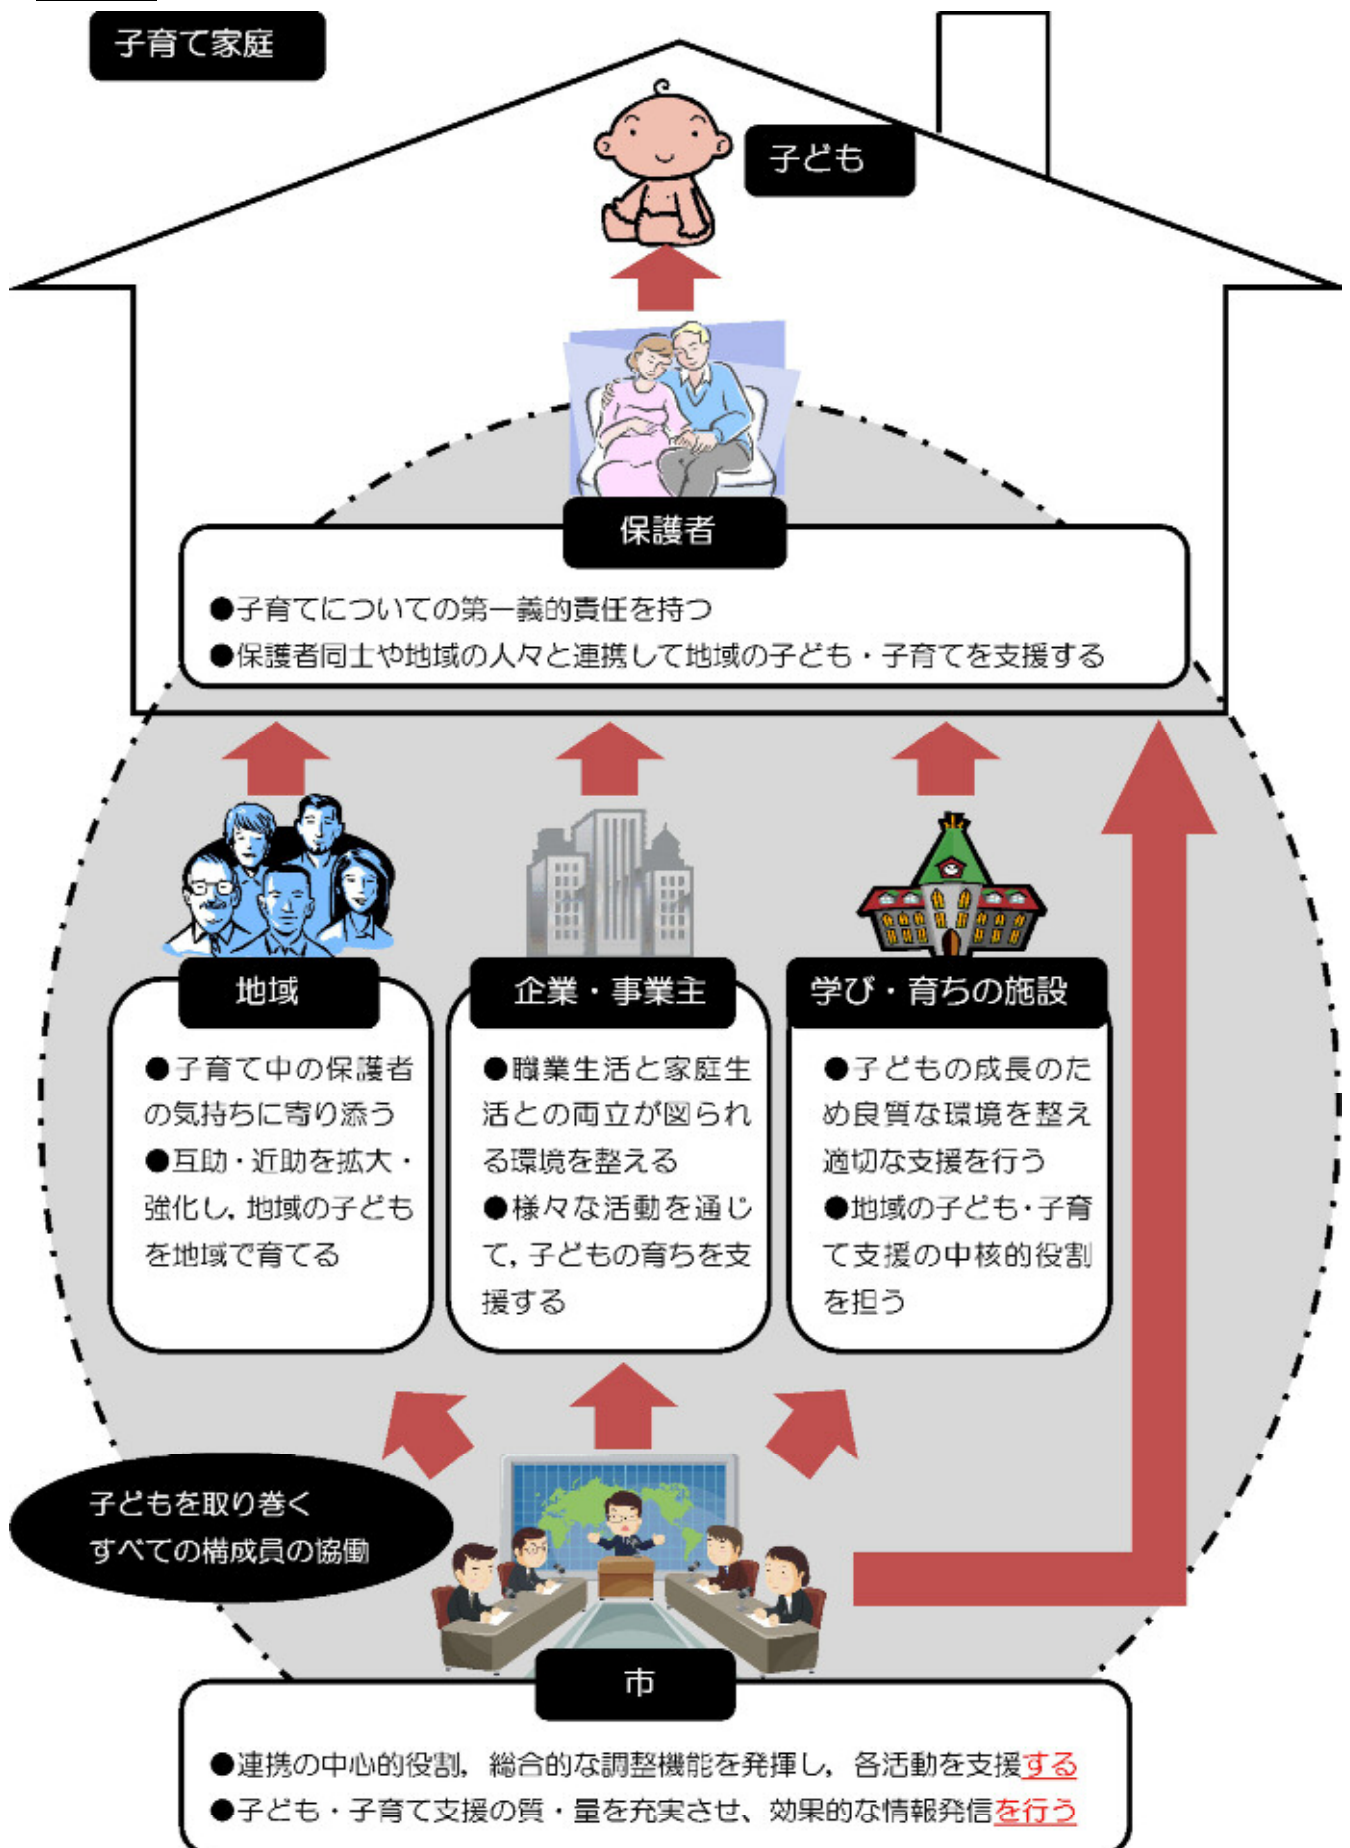 子育て家庭
子ども
保護者
●子育てについての第一義的責任を持つ
●保護者同士や地域の人々と連携して地域の子ども・子育てを支援する
地域
●子育て中の保護者
の気持ちに寄り添う
●互助・近助を拡大・
強化し，地域の子ども
を地域で育てる
企業・事業主
●職業生活と家庭生
活との両立が図られ
る環境を整える
●様々な活動を通じ
て，子どもの育ちを支
援する
学び・育ちの施設
●子どもの成長のた
め良質な環境を整え
適切な支援を行う
●地域の子ども・子育
て支援の中核的役割
を担う
子どもを取り巻く
すべての構成員の協働
市
●連携の中心的役割，総合的な調整機能を発揮し，各活動を支援する
●子ども・子育て支援の質・量を充実させ、効果的な情報発信を行う